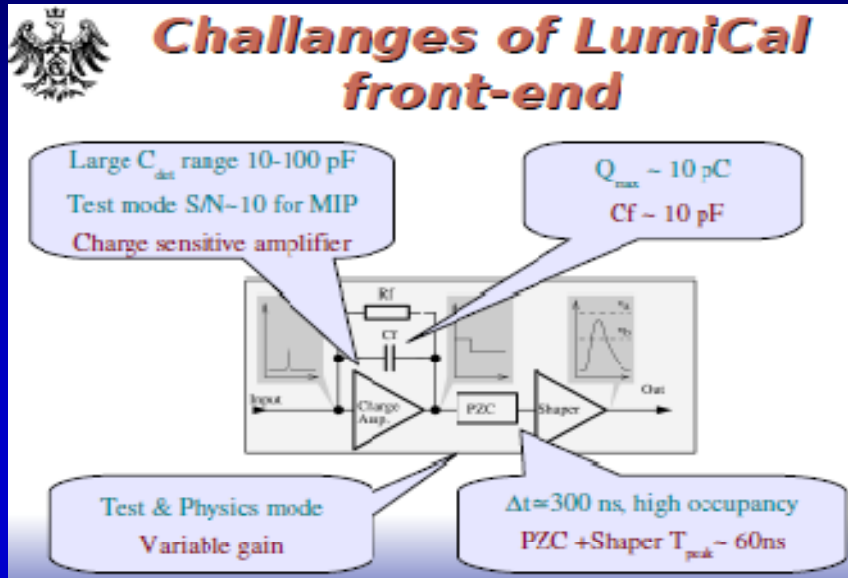 Challanges of LumiCal
front-end
Large C_det range 10-100 pF
Test mode S/N~10 for MIP
Charge sensitive amplifier
Q_max ~ 10 pC
Cf ~ 10 pF
Rf
Cf
Input
Charge
Amp.
PZC
Shaper
Out
Test & Physics mode
Variable gain
Δt≃300 ns, high occupancy
PZC +Shaper T_peak~ 60ns